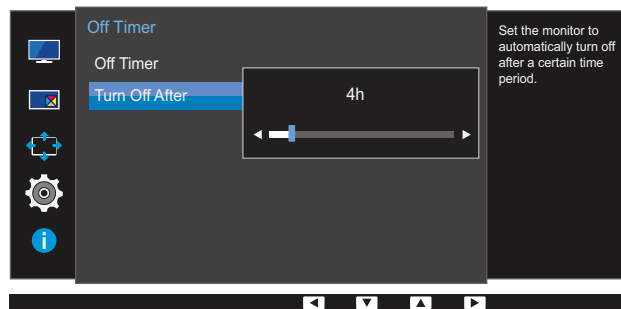 Off Timer
Off Timer
Turn Off After
4h
Set the monitor to
automatically turn off
after a certain time
period.